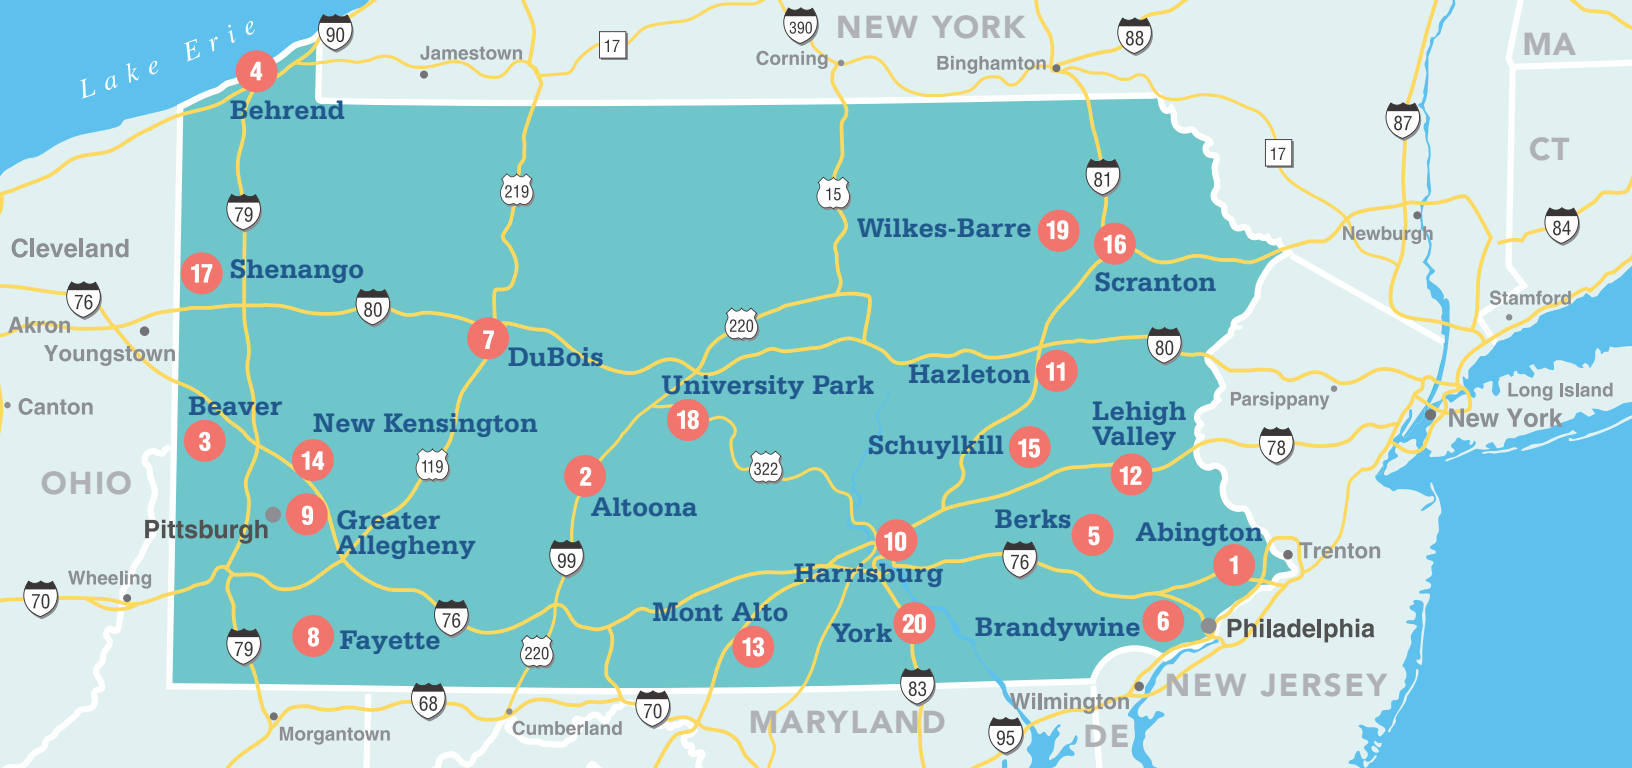 Lake Erie
90
Jamestown
17
390
NEW YORK
Corning
Binghamton
88
MA
4
Behrend
87
CT
17
79
219
15
81
Wilkes-Barre
19
16
Scranton
Newburgh
84
Cleveland
17
Shenango
76
80
Akron
Youngstown
7
DuBois
220
Stamford
80
Hazleton
11
University Park
18
Parsippany
Long Island
New York
Canton
Beaver
3
New Kensington
14
119
2
Altoona
322
Schuylkill
15
Lehigh
Valley
12
78
OHIO
Pittsburgh
9
Greater
Allegheny
99
10
Harrisburg
76
Berks
5
Abington
1
Trenton
Wheeling
70
76
Mont Alto
13
York
20
Brandywine
6
Philadelphia
79
8
Fayette
220
68
70
83
Wilmington
NEW JERSEY
Morgantown
Cumberland
MARYLAND
95
DE